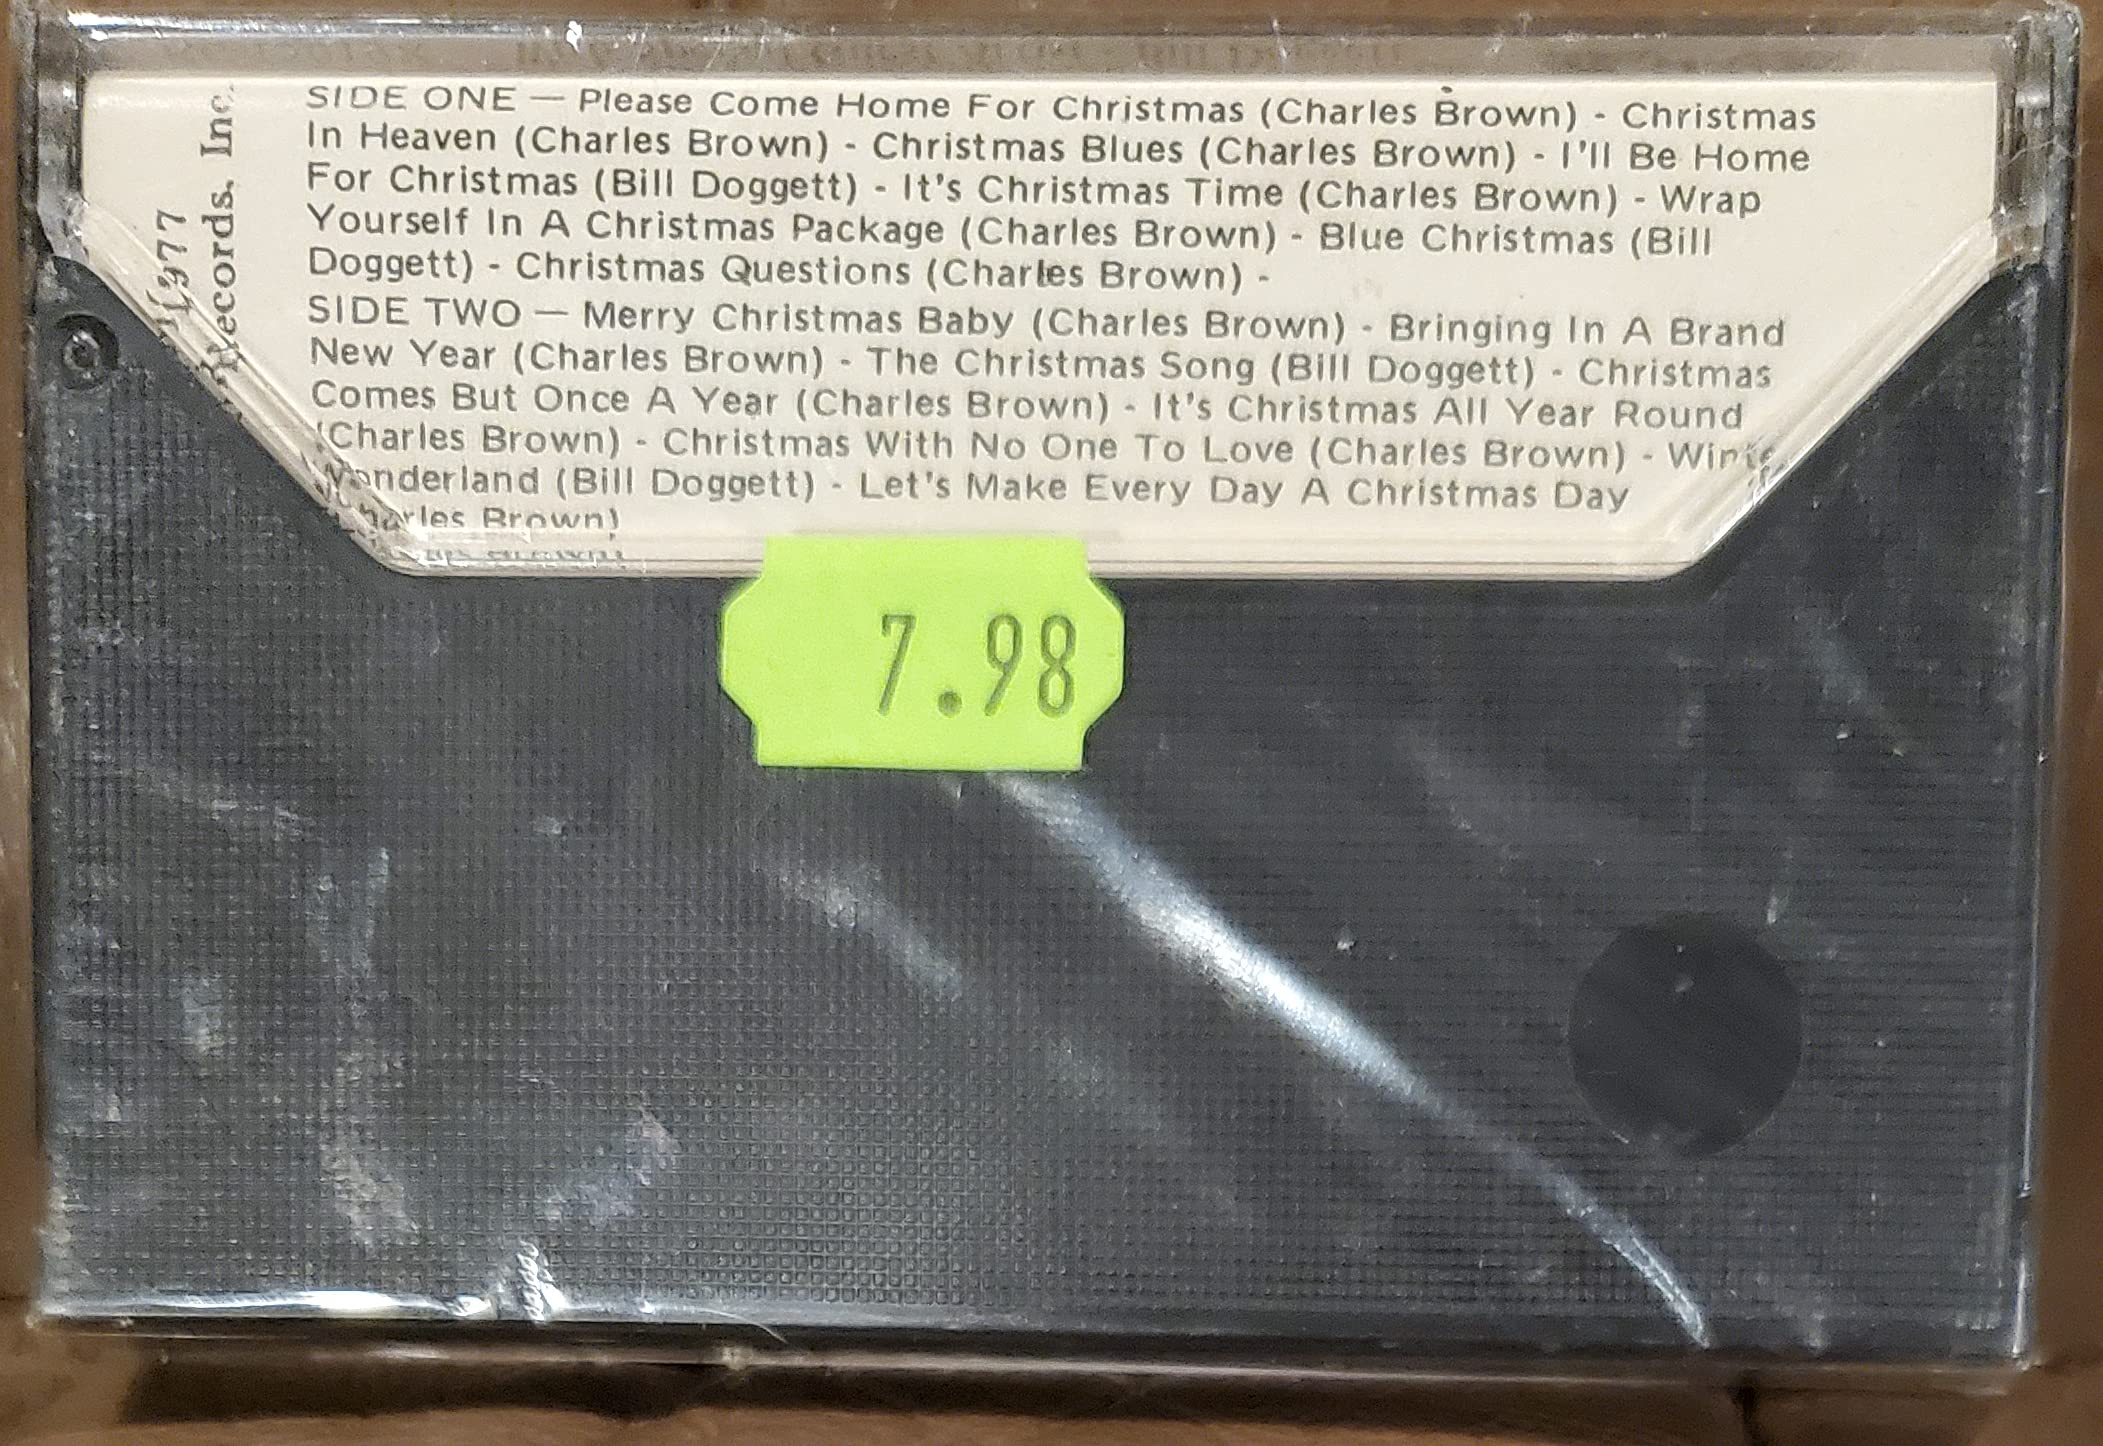 SIDE ONE — Please Come Home For Christmas (Charles Brown) - Christmas
In Heaven (Charles Brown) - Christmas Blues (Charles Brown) - I'll Be Home
For Christmas (Bill Doggett) - It's Christmas Time (Charles Brown) - Wrap
Yourself In A Christmas Package (Charles Brown) - Blue Christmas (Bill
Doggett) - Christmas Questions (Charles Brown) -
SIDE TWO — Merry Christmas Baby (Charles Brown) - Bringing In A Brand
New Year (Charles Brown) - The Christmas Song (Bill Doggett) - Christmas
Comes But Once A Year (Charles Brown) - It's Christmas All Year Round
(Charles Brown) - Christmas With No One To Love (Charles Brown) -
Wonderland (Bill Doggett) - Let's Make Every Day A Christmas Day
(Charles Brown)
1977
Records, Inc.
7.98